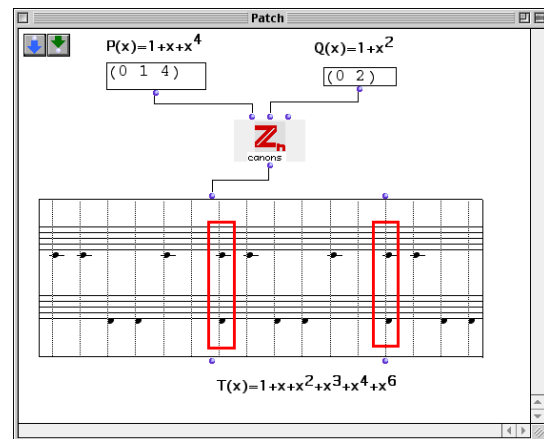 Patch
P(x)=1+x+x⁴
Q(x)=1+x²
(0 1 4)
(0 2)
Zn
canons
T(x)=1+x+x²+x³+x⁴+x⁶